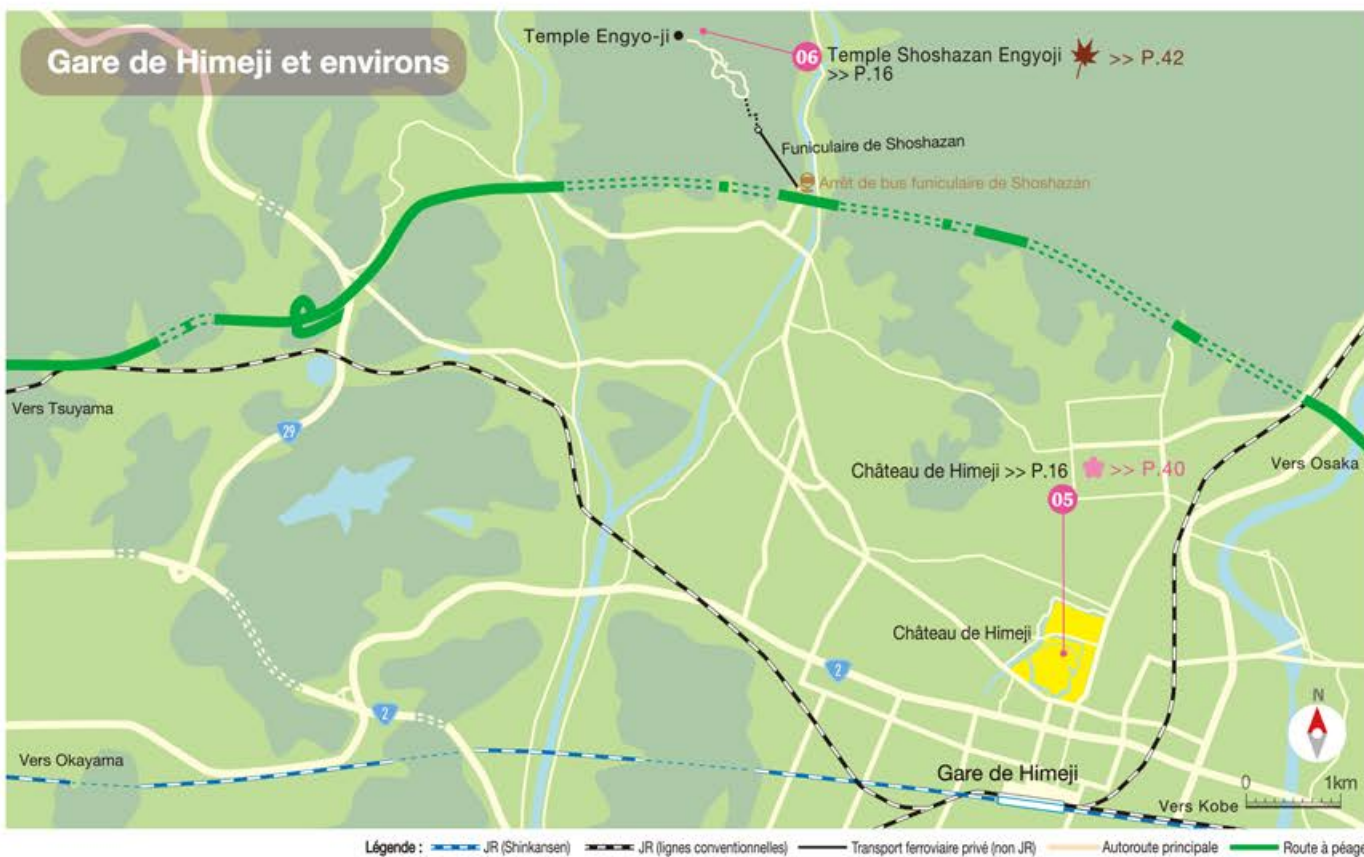 Gare de Himeji et environs
Temple Engyo-ji
06 Temple Shoshazan Engyoji >> P.42
>> P.16
Funiculaire de Shoshazan
Arrêt de bus funiculaire de Shoshazan
Vers Tsuyama
29
Château de Himeji >> P.16 >> P.40
Vers Osaka
05
Château de Himeji
2
2
N
Vers Okayama
Gare de Himeji
0 1km
Vers Kobe
Légende : JR (Shinkansen) JR (lignes conventionnelles) Transport ferroviaire privé (non JR) Autoroute principale Route à péage